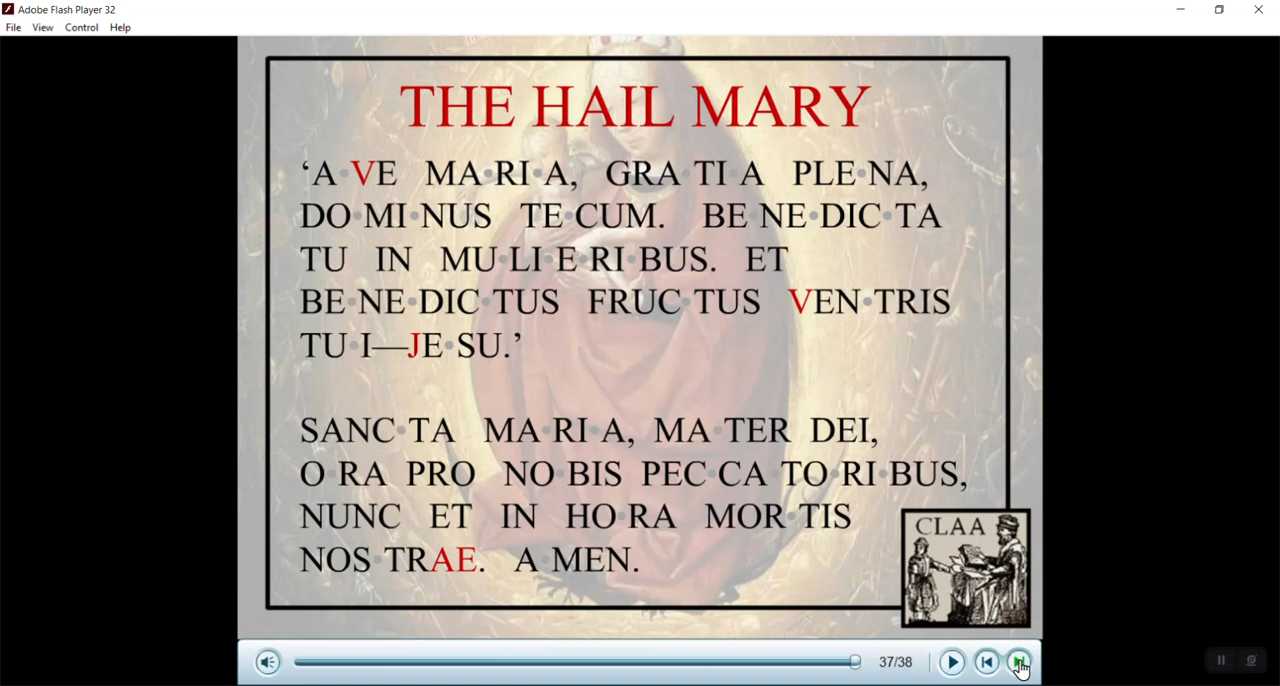 Adobe Flash Player 32
File View Control Help
THE HAIL MARY
‘A•VE MA•RI•A, GRA•TI•A PLE•NA,
DO•MI•NUS TE•CUM. BE•NE•DIC•TA
TU IN MU•LI•E•RI•BUS. ET
BE•NE•DIC•TUS FRUC•TUS VEN•TRIS
TU•I—JE•SU.’
SANC•TA MA•RI•A, MA•TER DEI,
O•RA PRO NO•BIS PEC•CA•TO•RI•BUS,
NUNC ET IN HO•RA MOR•TIS
NOS•TRAE. A•MEN.
CLAA
37/38